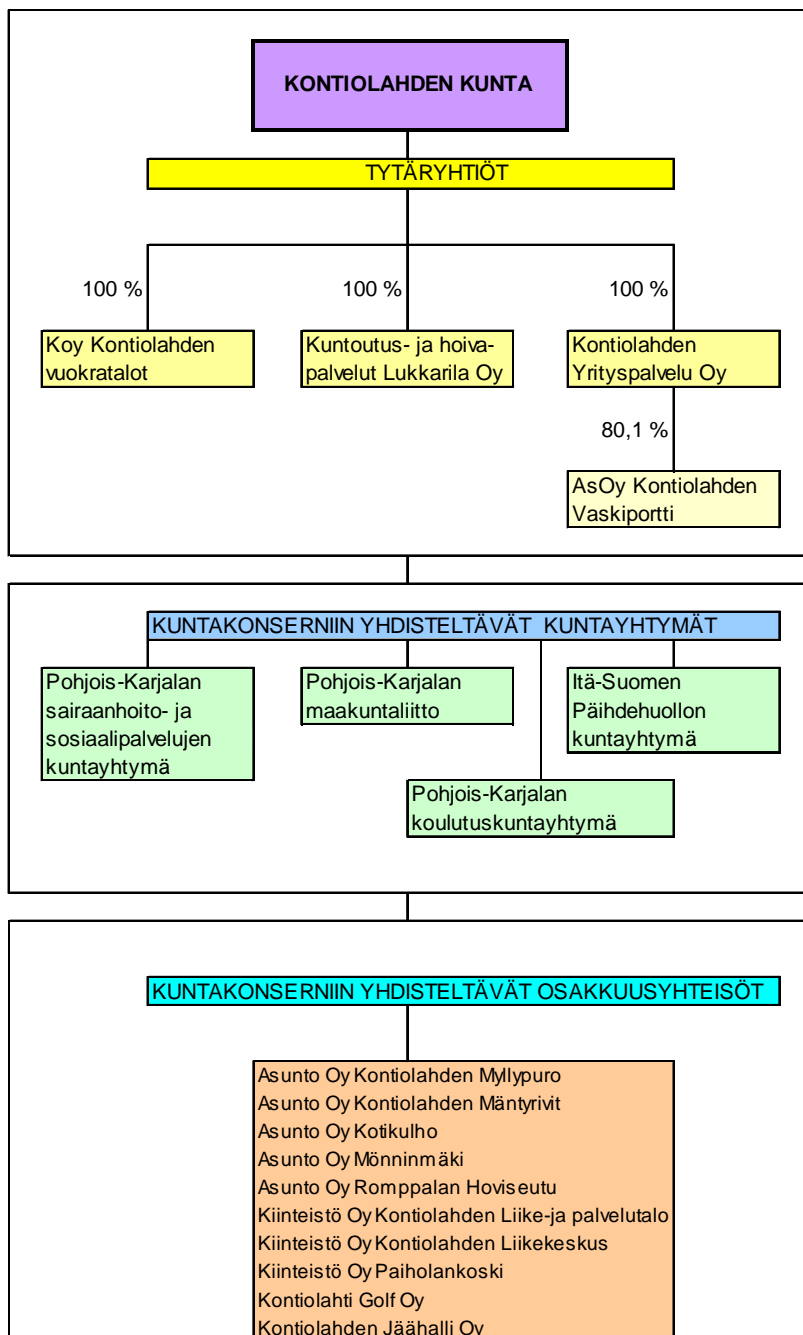 KONTIOLAHDEN KUNTA
TYTÄRYHTIÖT
100 %
100 %
100 %
Koy Kontiolahden
vuokratalot
Kuntoutus- ja hoiva-
palvelut Lukkarila Oy
Kontiolahden
Yrityspalvelu Oy
80,1 %
AsOy Kontiolahden
Vaskiportti
KUNTAKONSERNIIN YHDISTELTÄVÄT KUNTAYHTYMÄT
Pohjois-Karjalan
sairaanhoito- ja
sosiaalipalvelujen
kuntayhtymä
Pohjois-Karjalan
maakuntaliitto
Itä-Suomen
Päihdehuollon
kuntayhtymä
Pohjois-Karjalan
koulutuskuntayhtymä
KUNTAKONSERNIIN YHDISTELTÄVÄT OSAKKUUSYHTEISÖT
Asunto Oy Kontiolahden Myllypuro
Asunto Oy Kontiolahden Mäntyrivit
Asunto Oy Kotikulho
Asunto Oy Mönninmäki
Asunto Oy Romppalan Hoviseutu
Kiinteistö Oy Kontiolahden Liike-ja palvelutalo
Kiinteistö Oy Kontiolahden Liikekeskus
Kiinteistö Oy Paiholankoski
Kontiolahti Golf Oy
Kontiolahden Jäähalli Oy